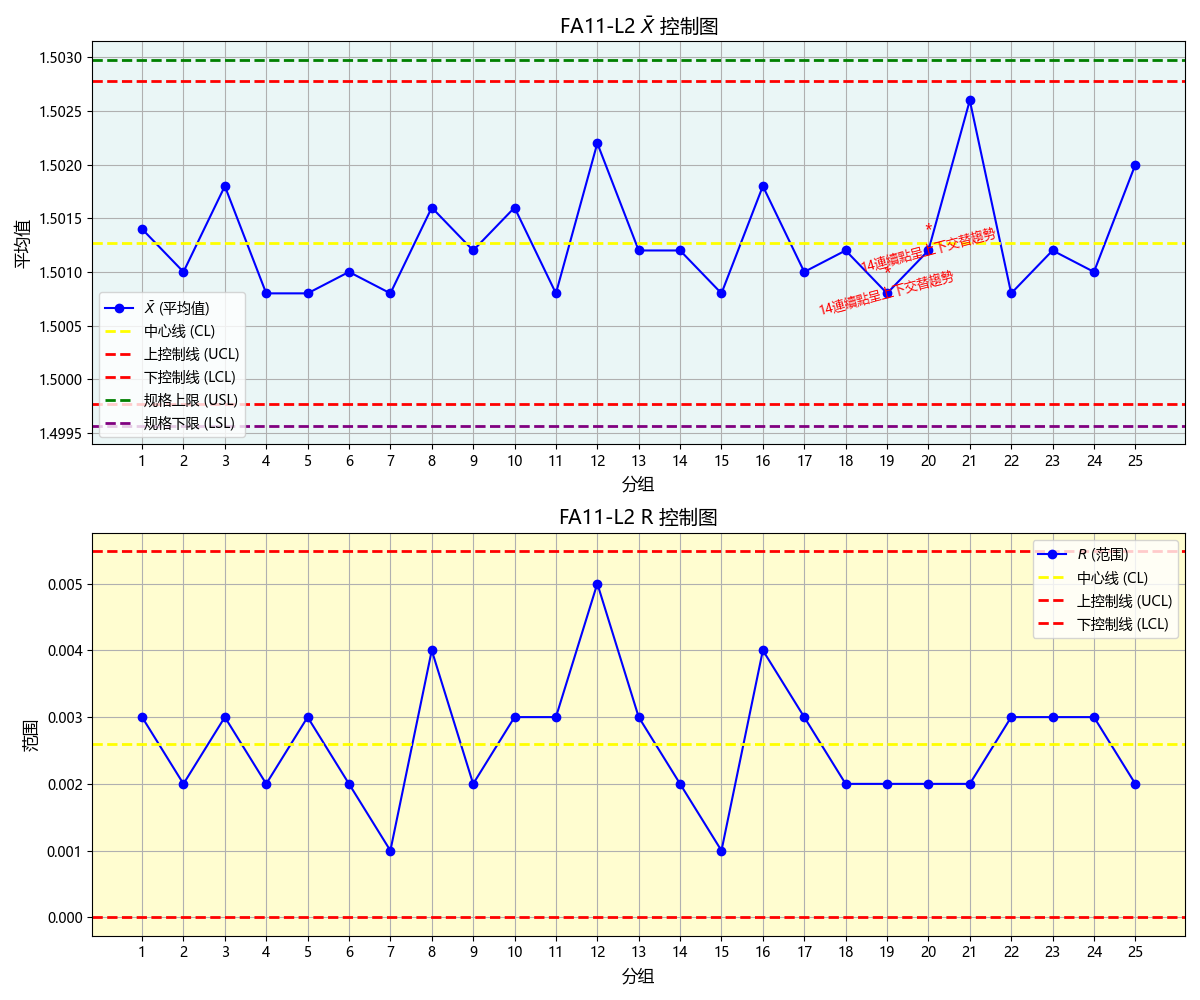 FA11-L2 X̄ 控制图
1.5030
1.5025
1.5020
1.5015
1.5010
1.5005
1.5000
1.4995
平均值
*
14連續點呈上下交替趨勢
*
14連續點呈上下交替趨勢
X̄ (平均值)
中心线 (CL)
上控制线 (UCL)
下控制线 (LCL)
规格上限 (USL)
规格下限 (LSL)
1 2 3 4 5 6 7 8 9 10 11 12 13 14 15 16 17 18 19 20 21 22 23 24 25
分组
FA11-L2 R 控制图
0.005
0.004
0.003
0.002
0.001
0.000
范围
R (范围)
中心线 (CL)
上控制线 (UCL)
下控制线 (LCL)
1 2 3 4 5 6 7 8 9 10 11 12 13 14 15 16 17 18 19 20 21 22 23 24 25
分组